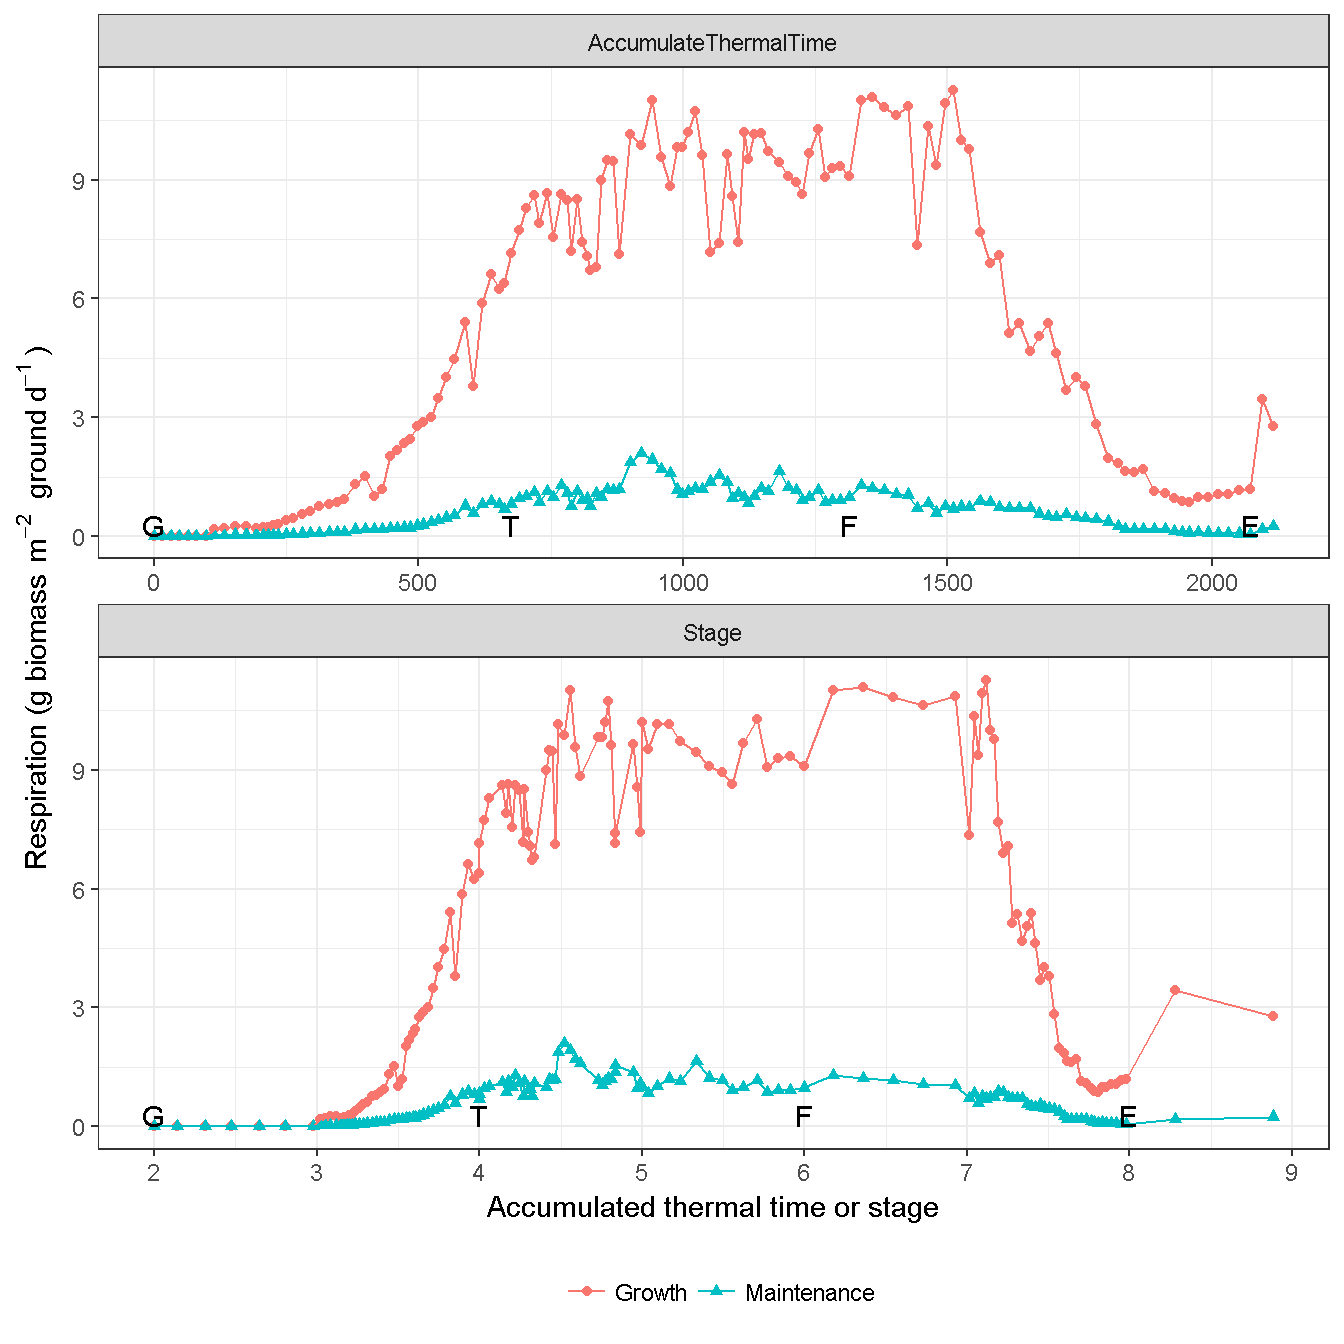 AccumulateThermalTime
9
6
3
0
G T F E
0 500 1000 1500 2000
Stage
9
6
3
0
G T F E
2 3 4 5 6 7 8 9
Respiration (g biomass m⁻² ground d⁻¹ )
Accumulated thermal time or stage
Growth Maintenance